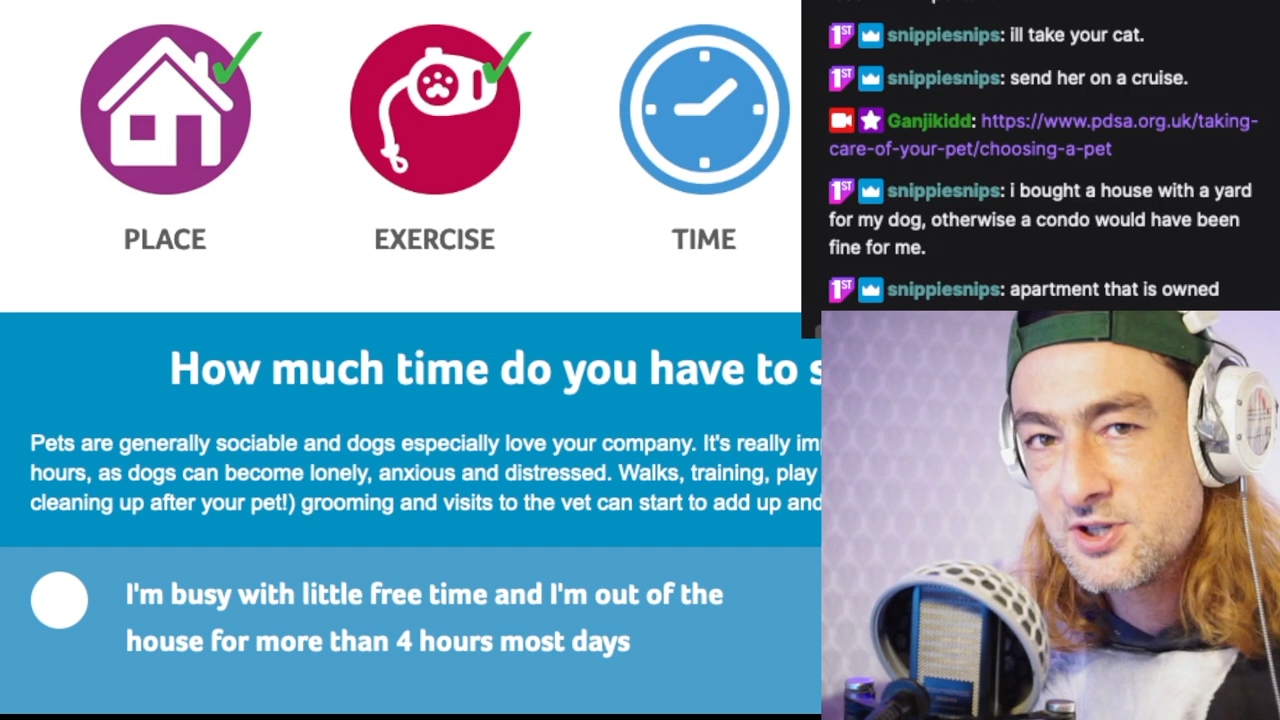 PLACE
EXERCISE
TIME
How much time do you have to
Pets are generally sociable and dogs especially love your company. It's really
hours, as dogs can become lonely, anxious and distressed. Walks, training, play
cleaning up after your pet!) grooming and visits to the vet can start to add up and
I'm busy with little free time and I'm out of the
house for more than 4 hours most days
1ST snippiesnips: ill take your cat.
1ST snippiesnips: send her on a cruise.
Ganjikidd: https://www.pdsa.org.uk/taking-
care-of-your-pet/choosing-a-pet
1ST snippiesnips: i bought a house with a yard
for my dog, otherwise a condo would have been
fine for me.
1ST snippiesnips: apartment that is owned